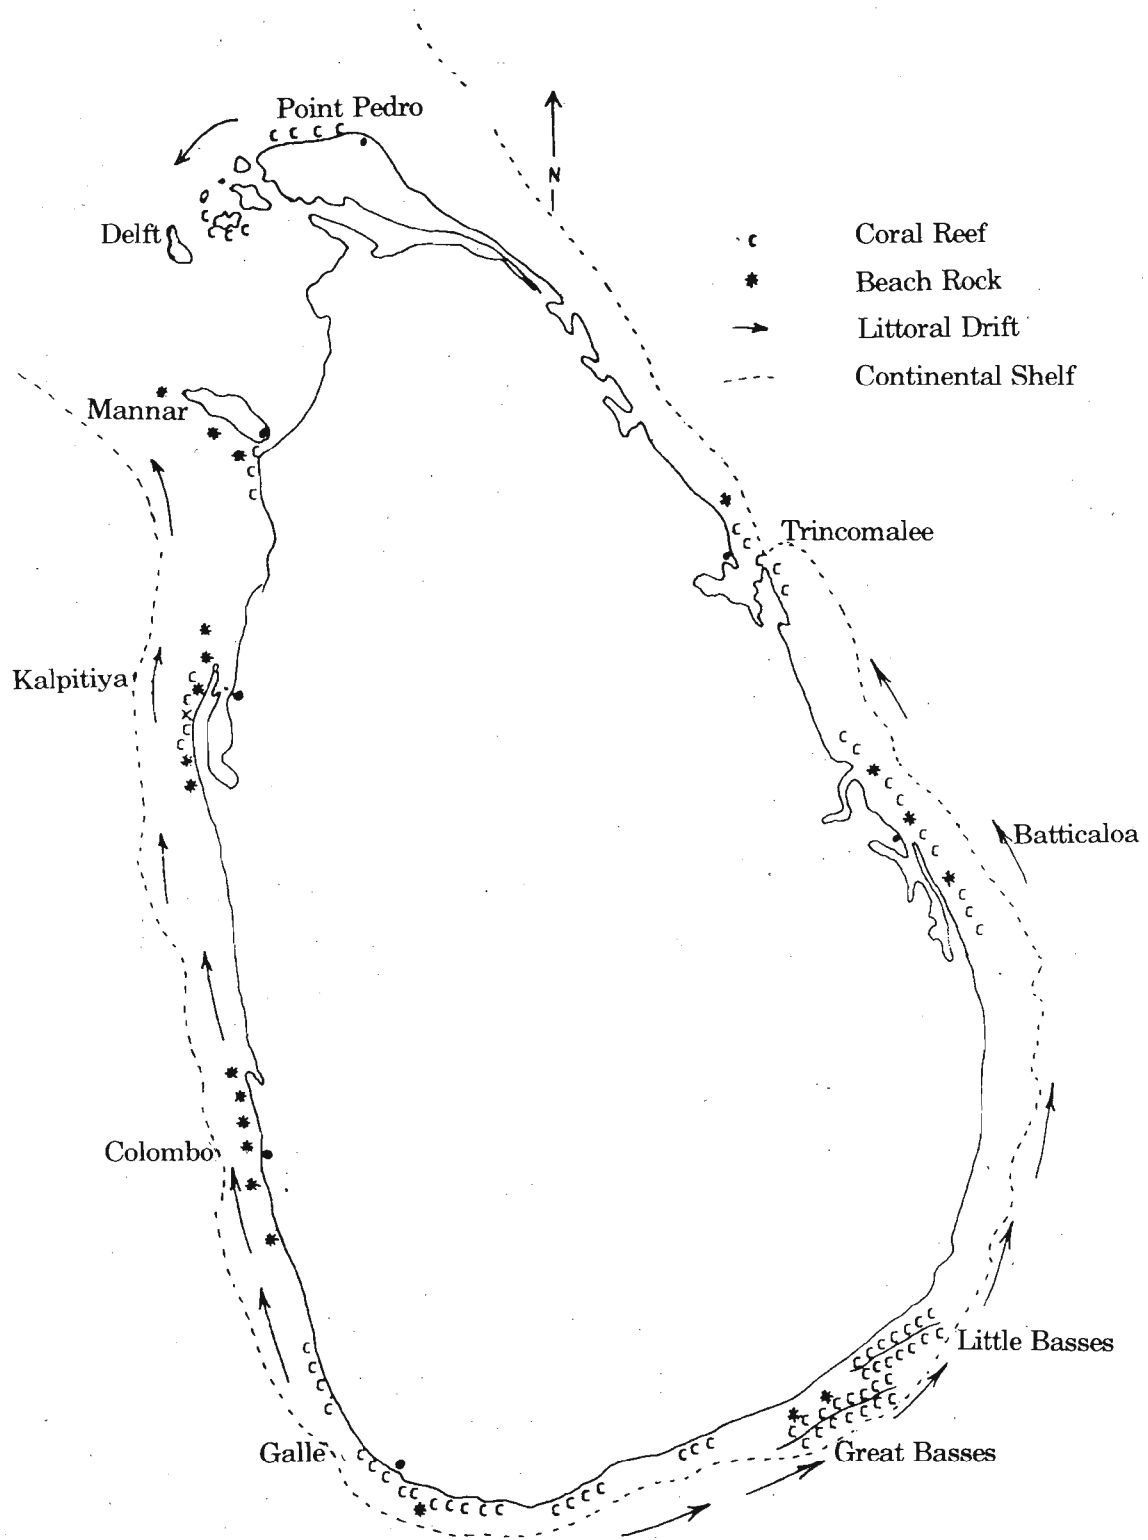 Point Pedro
N
Delft
Coral Reef
Beach Rock
Littoral Drift
Continental Shelf
Mannar
Trincomalee
Kalpitiya
Batticaloa
Colombo
Little Basses
Galle
Great Basses